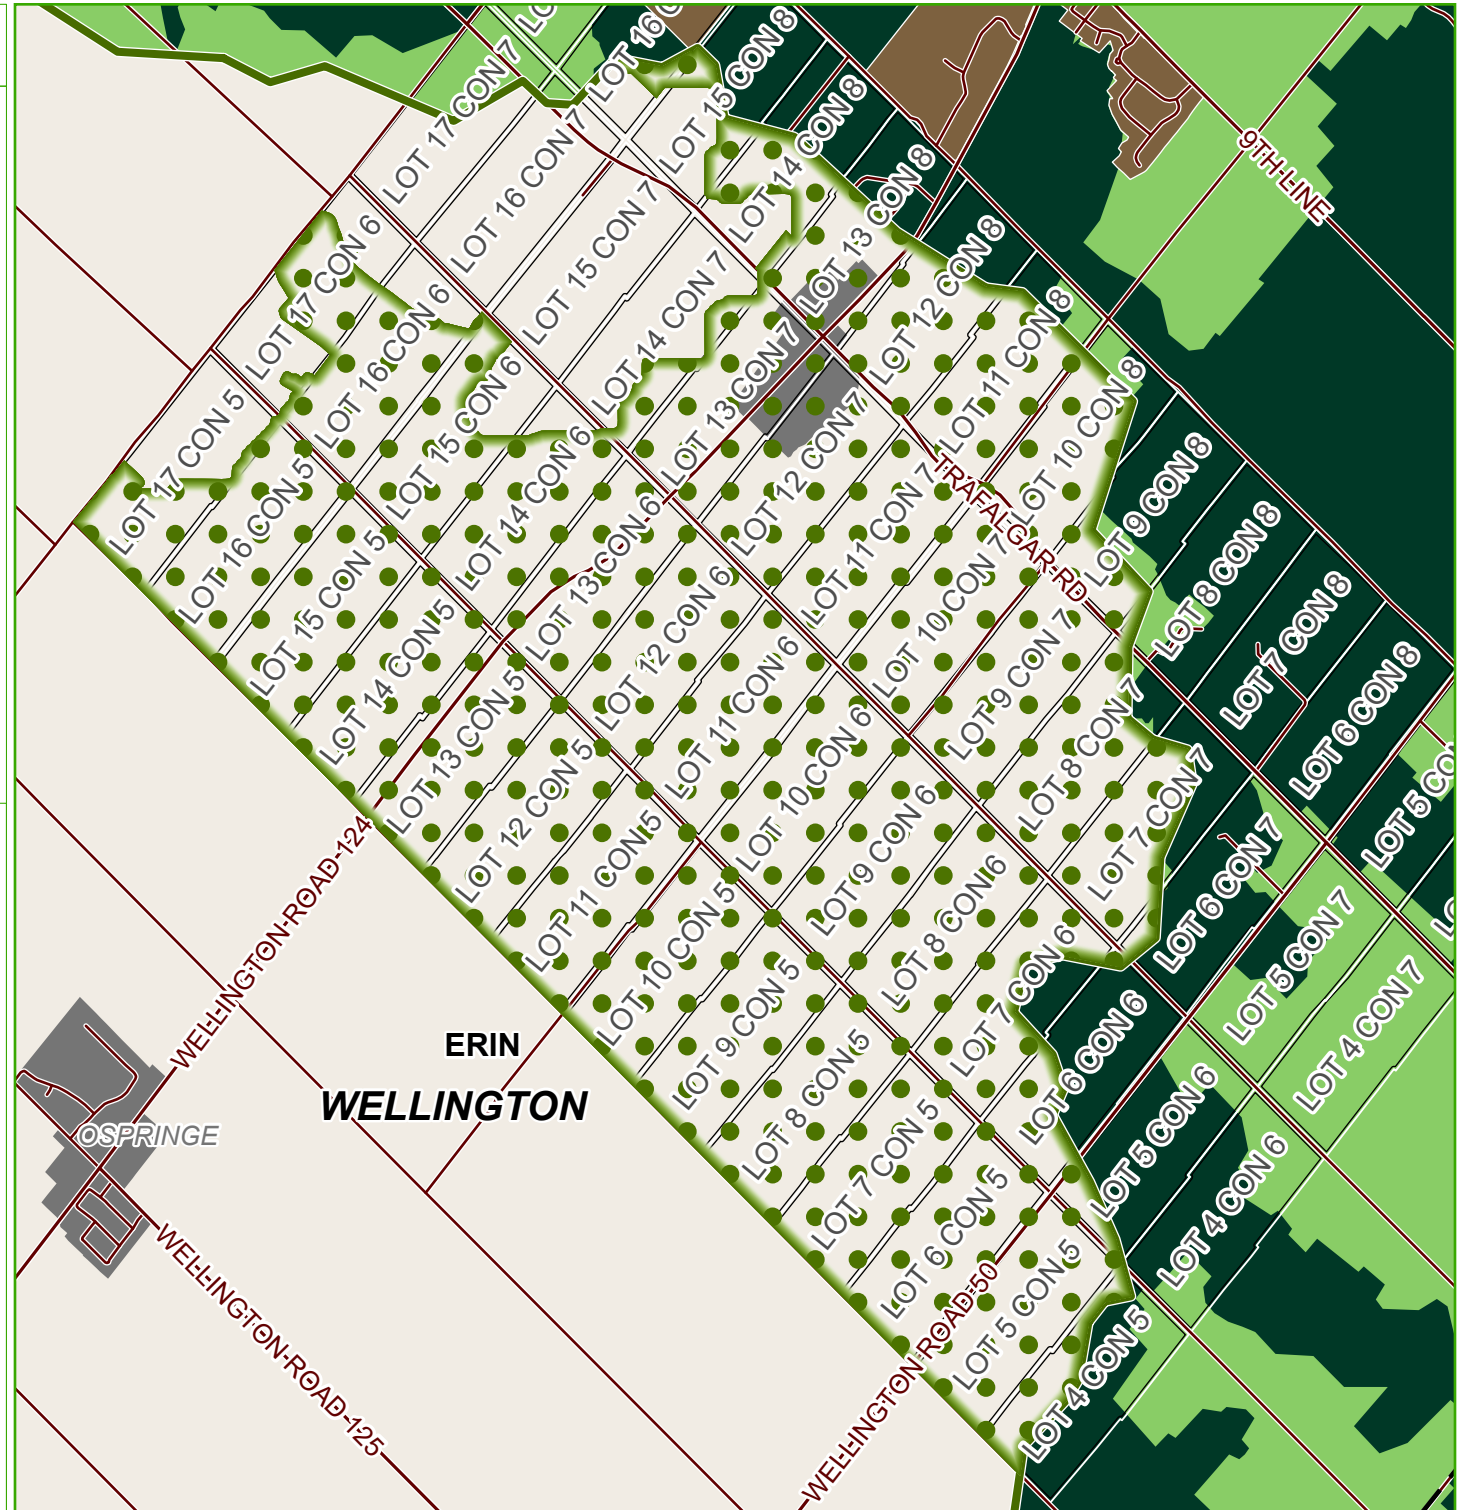 LOT 17 CON 7
LOT 16 CON 7
LOT 15 CON 7
LOT 14 CON 7
LOT 13 CON 7
LOT 12 CON 7
LOT 11 CON 7
LOT 10 CON 7
LOT 9 CON 7
LOT 8 CON 7
LOT 7 CON 7
LOT 6 CON 7
LOT 5 CON 7
LOT 4 CON 7
LOT 16
LOT 15 CON 8
LOT 14 CON 8
LOT 13 CON 8
LOT 12 CON 8
LOT 11 CON 8
LOT 10 CON 8
LOT 9 CON 8
LOT 8 CON 8
LOT 7 CON 8
LOT 6 CON 8
LOT 5 CON
LOT 17 CON 6
LOT 16 CON 6
LOT 15 CON 6
LOT 14 CON 6
LOT 13 CON 6
LOT 12 CON 6
LOT 11 CON 6
LOT 10 CON 6
LOT 9 CON 6
LOT 8 CON 6
LOT 7 CON 6
LOT 6 CON 6
LOT 5 CON 6
LOT 4 CON 6
LOT 17 CON 5
LOT 16 CON 5
LOT 15 CON 5
LOT 14 CON 5
LOT 13 CON 5
LOT 12 CON 5
LOT 11 CON 5
LOT 10 CON 5
LOT 9 CON 5
LOT 8 CON 5
LOT 7 CON 5
LOT 6 CON 5
LOT 5 CON 5
LOT 4 CON 5
9TH LINE
TRAFALGAR RD
WELLINGTON ROAD 124
ERIN
WELLINGTON
OSPRINGE
WELLINGTON ROAD 125
WELLINGTON ROAD 50